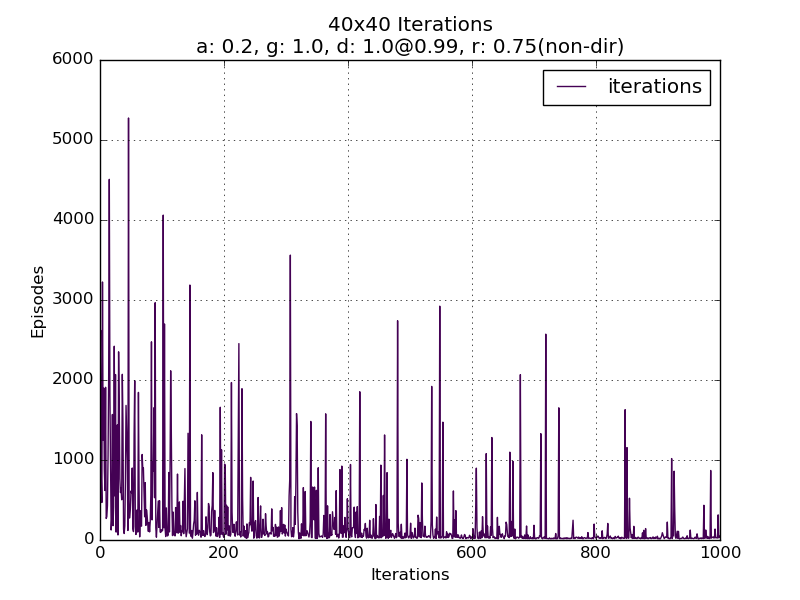 40x40 Iterations
a: 0.2, g: 1.0, d: 1.0@0.99, r: 0.75(non-dir)
6000
iterations
5000
4000
3000
Episodes
2000
1000
0
0 200 400 600 800 1000
Iterations